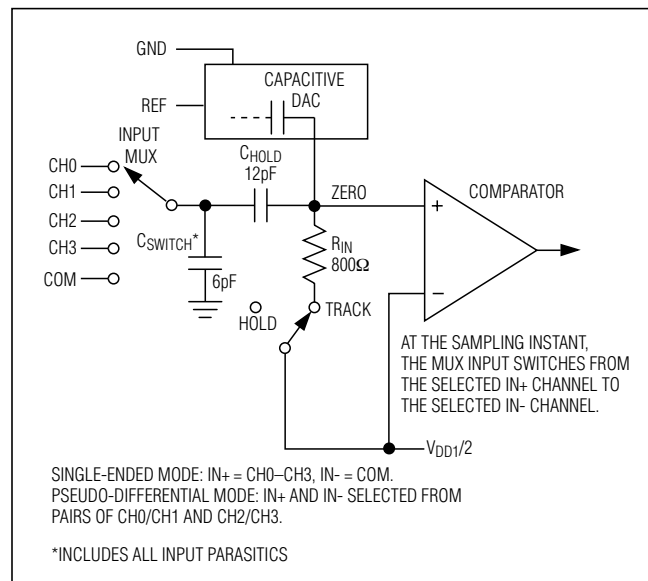 GND
CAPACITIVE
DAC
REF
INPUT
MUX
CHOLD
12pF
ZERO
COMPARATOR
CH0
CH1
CH2
CH3
COM
CSWITCH*
6pF
RIN
800Ω
+
−
HOLD
TRACK
AT THE SAMPLING INSTANT,
THE MUX INPUT SWITCHES FROM
THE SELECTED IN+ CHANNEL TO
THE SELECTED IN- CHANNEL.
VDD1/2
SINGLE-ENDED MODE: IN+ = CH0–CH3, IN- = COM.
PSEUDO-DIFFERENTIAL MODE: IN+ AND IN- SELECTED FROM
PAIRS OF CH0/CH1 AND CH2/CH3.
*INCLUDES ALL INPUT PARASITICS